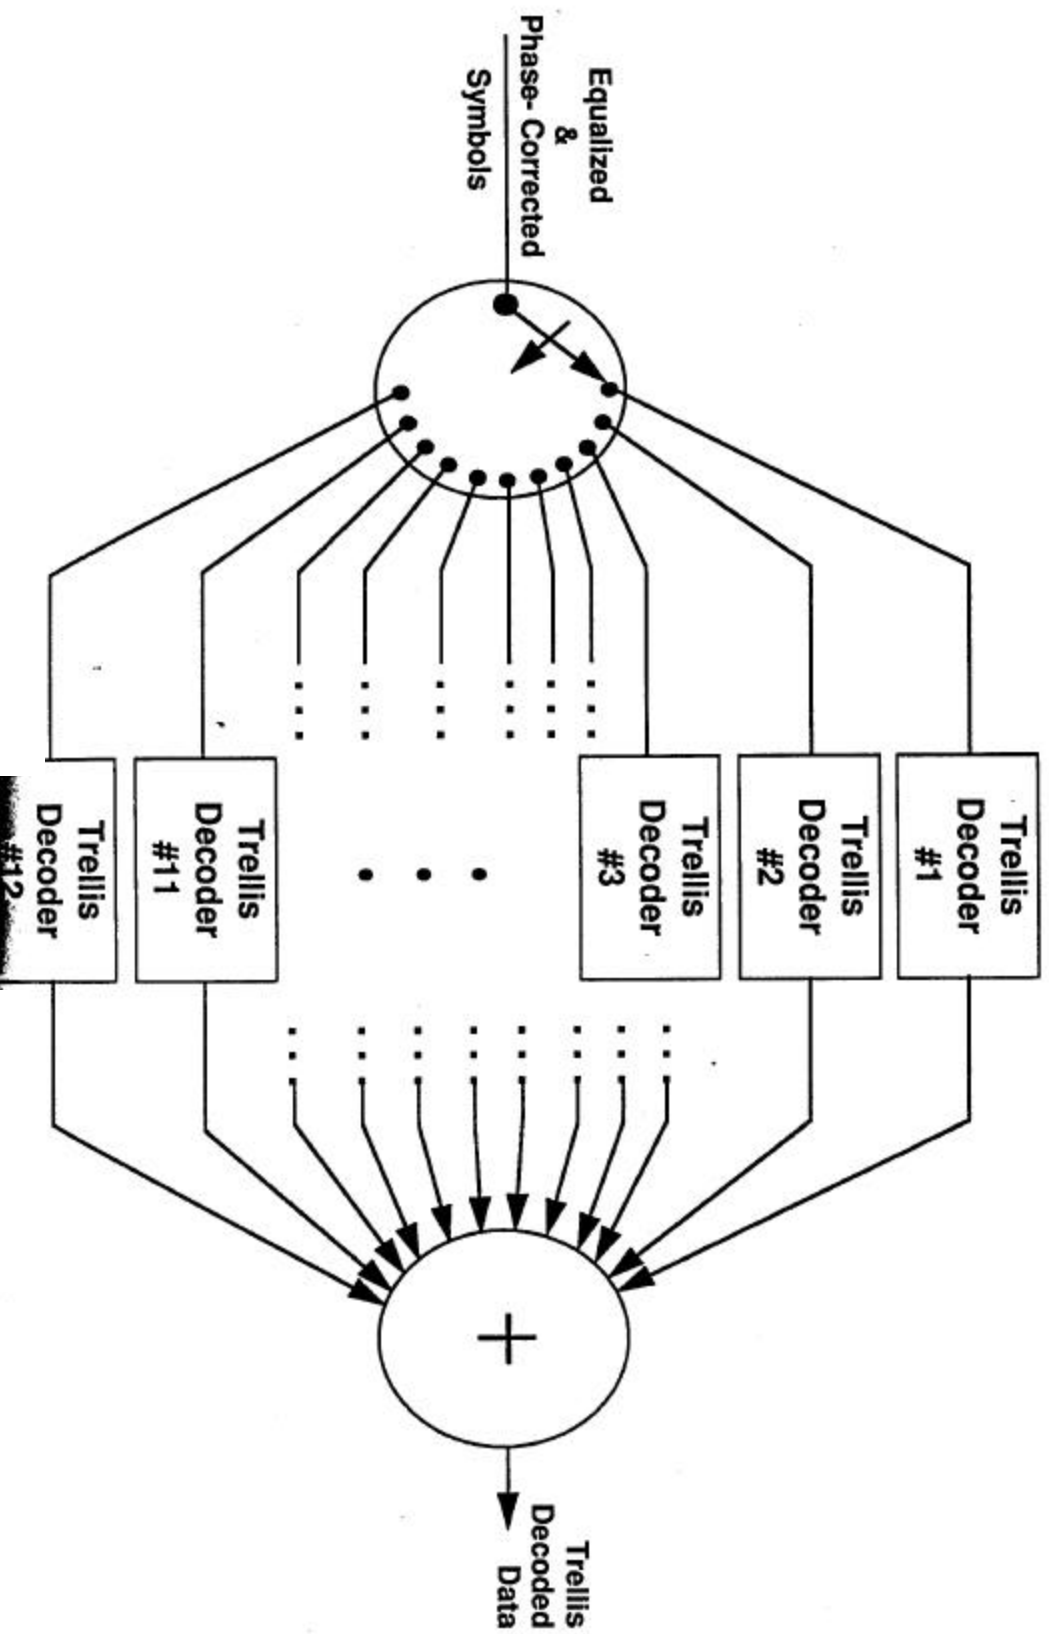 Equalized
&
Phase- Corrected
Symbols
Trellis
Decoder
#1
Trellis
Decoder
#2
Trellis
Decoder
#3
Trellis
Decoder
#11
Trellis
Decoder
#12
+
Trellis
Decoded
Data